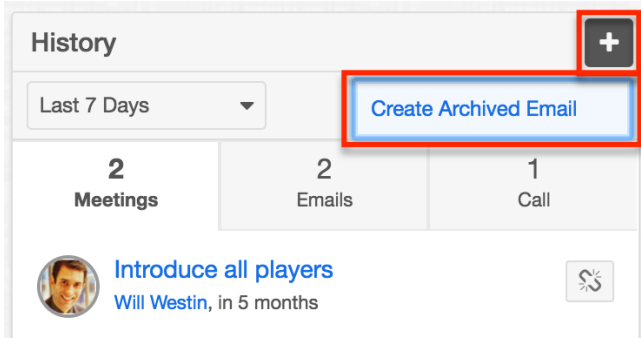 History
+
Last 7 Days
Create Archived Email
2
Meetings
2
Emails
1
Call
Introduce all players
Will Westin, in 5 months